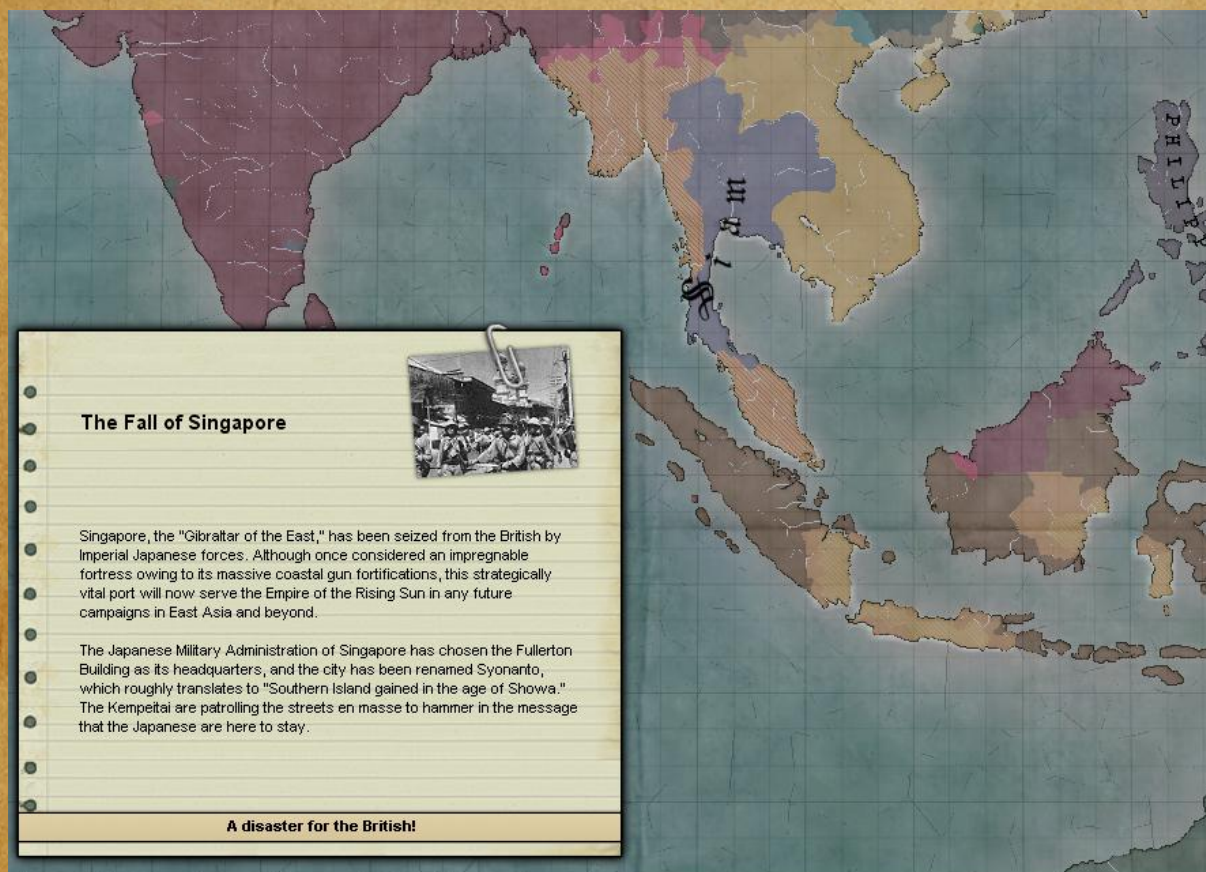 Siam
PHILIPP
The Fall of Singapore
Singapore, the "Gibraltar of the East," has been seized from the British by
Imperial Japanese forces. Although once considered an impregnable
fortress owing to its massive coastal gun fortifications, this strategically
vital port will now serve the Empire of the Rising Sun in any future
campaigns in East Asia and beyond.
The Japanese Military Administration of Singapore has chosen the Fullerton
Building as its headquarters, and the city has been renamed Syonanto,
which roughly translates to "Southern Island gained in the age of Showa."
The Kempeitai are patrolling the streets en masse to hammer in the message
that the Japanese are here to stay.
A disaster for the British!